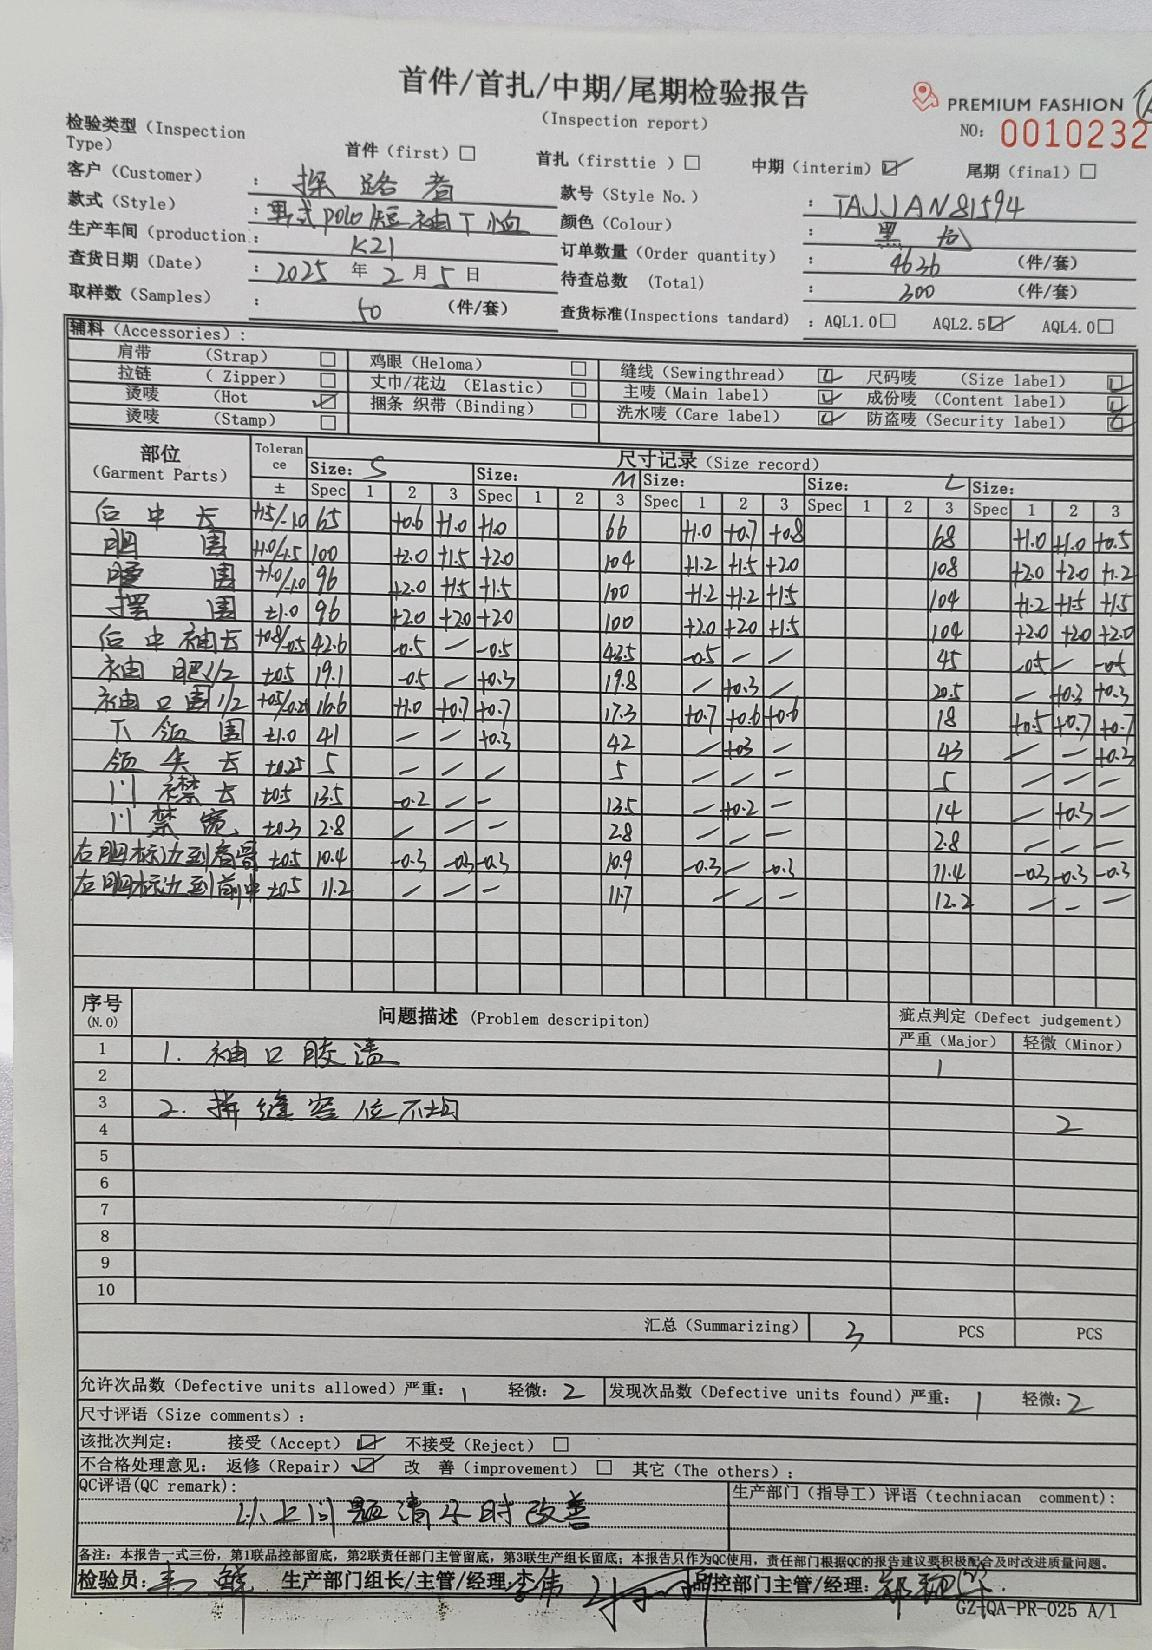 首件/首扎/中期/尾期检验报告
(Inspection report)
PREMIUM FASHION
NO: 0010232
检验类型 (Inspection Type) 首件 (first) □ 首扎 (firsttie ) □ 中期 (interim) ☑ 尾期 (final) □
客户 (Customer) : 探路者 款号 (Style No.) : TAJJAN81594
款式 (Style) : 男式polo短袖T恤 颜色 (Colour) : 黑色
生产车间 (production : K21 订单数量 (Order quantity) : 4636 (件/套)
查货日期 (Date) : 2025 年 2 月 5 日 待查总数 (Total) : 300 (件/套)
取样数 (Samples) : 50 (件/套) 查货标准(Inspections tandard) : AQL1.0□ AQL2.5☑ AQL4.0□
辅料 (Accessories) :
肩带 (Strap) □ 鸡眼 (Heloma) □ 缝线 (Sewingthread) ☑ 尺码唛 (Size label) ☑
拉链 ( Zipper) □ 丈巾/花边 (Elastic) □ 主唛 (Main label) ☑ 成份唛 (Content label) ☑
烫唛 (Hot ☑ 捆条 织带 (Binding) □ 洗水唛 (Care label) ☑ 防盗唛 (Security label) ☑
烫唛 (Stamp) □
部位 (Garment Parts) Tolerance ± 尺寸记录 (Size record)
Size: S Size: M Size: Size: L Size:
Spec 1 2 3 Spec 1 2 3 Spec 1 2 3 Spec 1 2 3 Spec 1 2 3
后中长 +1.5/-1.0 65 +0.6 +1.0 +1.0 66 +1.0 +0.7 +0.8 68 +1.0 +1.0 +0.5
胸围 +1.0/-1.5 100 +2.0 +1.5 +2.0 104 +1.2 +1.5 +2.0 108 +2.0 +2.0 +1.2
腰围 +1.0/-1.0 96 +2.0 +1.5 +1.5 100 +1.2 +1.2 +1.5 104 +1.2 +1.5 +1.5
摆围 ±1.0 96 +2.0 +2.0 +2.0 100 +2.0 +2.0 +1.5 104 +2.0 +2.0 +2.0
后中袖长 +0.8/-0.5 42.6 -0.5 — -0.5 43.5 -0.5 — — 45 -0.5 — -0.5
袖肥1/2 ±0.5 19.1 -0.5 — +0.3 19.8 — +0.3 — 20.5 — +0.3 +0.3
袖口围1/2 16.6 +1.0 +0.7 +0.7 17.3 +0.7 +0.6 +0.6 18 +0.5 +0.7 +0.7
下领围 ±1.0 41 — — +0.3 42 — +03 — 43 — — +0.3
领尖长 ±0.25 5 — — — 5 — — — 5 — — —
门襟长 ±0.5 13.5 -0.2 — — 13.5 — +0.2 — 14 — +0.3 —
门禁宽 ±0.3 2.8 — — — 2.8 — — — 2.8 — — —
右胸标边到肩骨 ±0.5 10.4 -0.3 -0.3 -0.3 10.9 -0.3 — -0.3 11.4 -0.3 -0.3 -0.3
左胸标边到前中 ±0.5 11.2 — — — 11.7 — — — 12.2 — — —
序号 (N.O) 问题描述 (Problem descripiton) 疵点判定 (Defect judgement)
严重 (Major) 轻微 (Minor)
1 1. 袖口胶渍 1
2
3 2. 拼缝窄位不均
4 2
5
6
7
8
9
10
汇总 (Summarizing) 3 PCS PCS
允许次品数 (Defective units allowed) 严重: 1 轻微: 2 发现次品数 (Defective units found) 严重: 1 轻微: 2
尺寸评语 (Size comments) :
该批次判定: 接受 (Accept) ☑ 不接受 (Reject) □
不合格处理意见: 返修 (Repair) ☑ 改 善 (improvement) □ 其它 (The others) :
QC评语(QC remark): 生产部门 (指导工) 评语 (techniacan comment):
以上问题请及时改善
备注: 本报告一式三份, 第1联品控部留底, 第2联责任部门主管留底, 第3联生产组长留底; 本报告只作为QC使用, 责任部门根据QC的报告建议要积极配合及时改进质量问题。
检验员: 生产部门组长/主管/经理: 李伟 品控部门主管/经理:
GZ-QA-PR-025 A/1